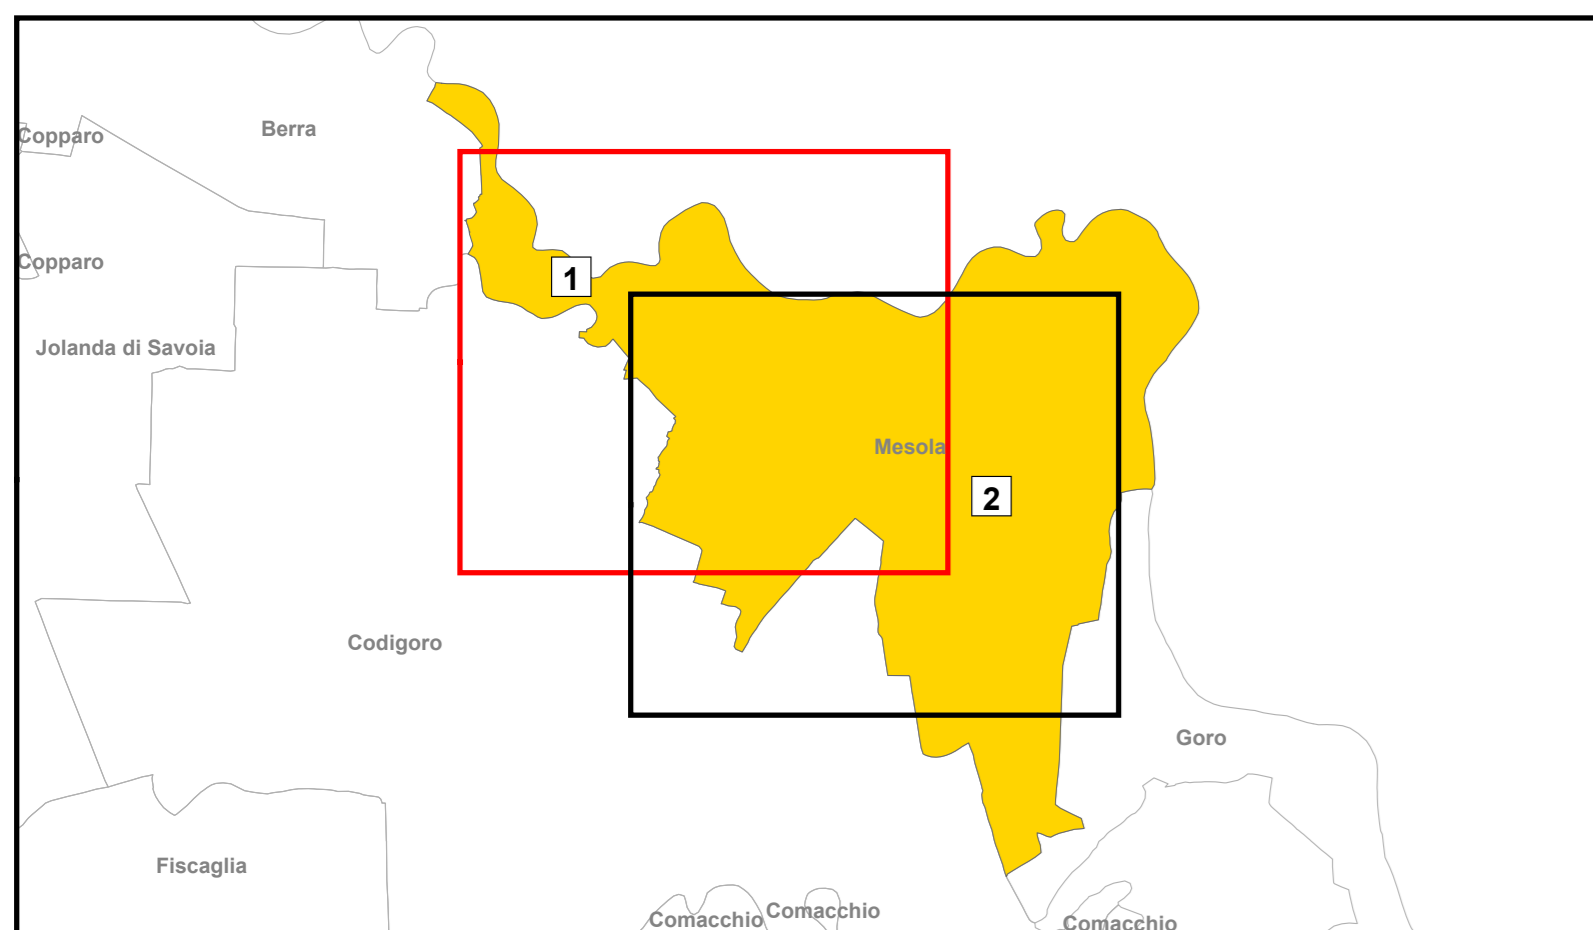 Berra
Copparo
Copparo
1
Jolanda di Savoia
Mesola
2
Codigoro
Goro
Fiscaglia
Comacchio
Comacchio
Comacchio